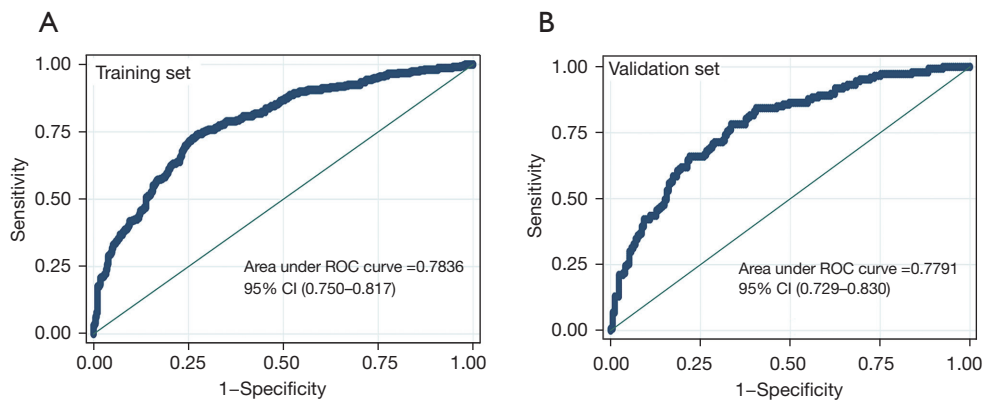 A
Training set
Sensitivity
1.00
0.75
0.50
0.25
0.00
Area under ROC curve =0.7836
95% CI (0.750–0.817)
0.00 0.25 0.50 0.75 1.00
1–Specificity
B
Validation set
Sensitivity
1.00
0.75
0.50
0.25
0.00
Area under ROC curve =0.7791
95% CI (0.729–0.830)
0.00 0.25 0.50 0.75 1.00
1–Specificity